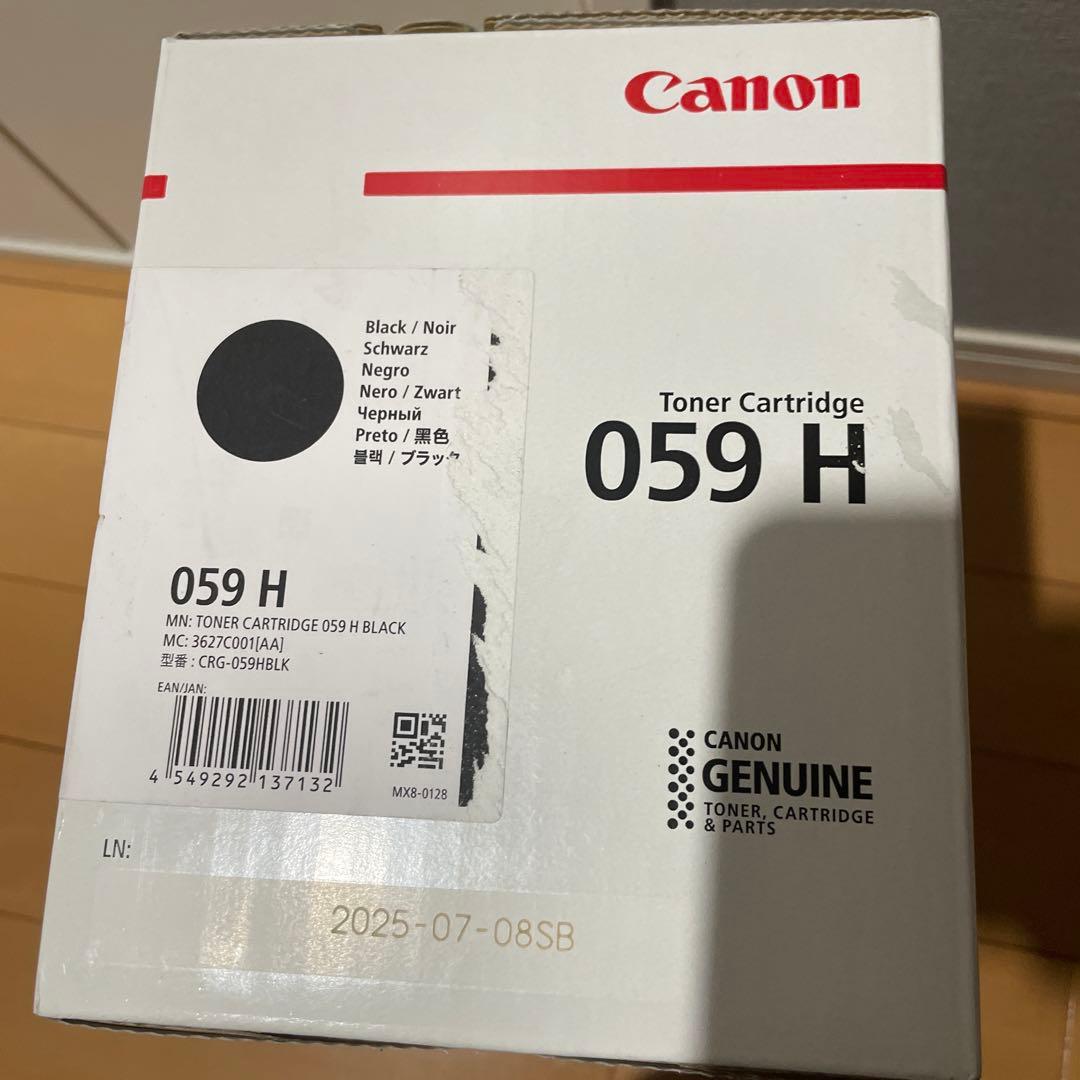 Canon
Black / Noir
Schwarz
Negro
Nero / Zwart
Черный
Preto / 黑色
블랙 / ブラック
Toner Cartridge
059 H
059 H
MN: TONER CARTRIDGE 059 H BLACK
MC: 3627C001[AA]
型番 : CRG-059HBLK
EAN/JAN:
4 549292 137132
MX8-0128
CANON
GENUINE
TONER, CARTRIDGE
& PARTS
LN:
2025-07-08SB